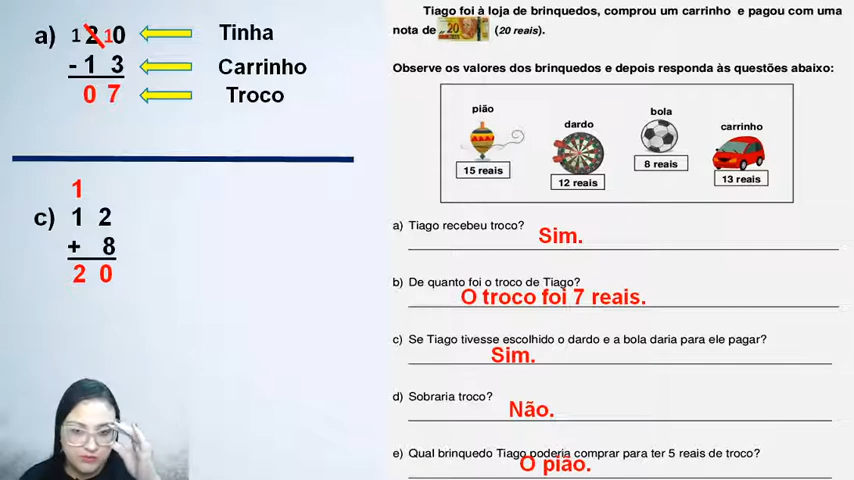 a) 1 2 1 0 Tinha
- 1 3 Carrinho
0 7 Troco
1
c) 1 2
+ 8
2 0
Tiago foi à loja de brinquedos, comprou um carrinho e pagou com uma
nota de 20 (20 reais).
Observe os valores dos brinquedos e depois responda às questões abaixo:
pião
15 reais
dardo
12 reais
bola
8 reais
carrinho
13 reais
a) Tiago recebeu troco?
Sim.
b) De quanto foi o troco de Tiago?
O troco foi 7 reais.
c) Se Tiago tivesse escolhido o dardo e a bola daria para ele pagar?
Sim.
d) Sobraria troco?
Não.
e) Qual brinquedo Tiago poderia comprar para ter 5 reais de troco?
O pião.